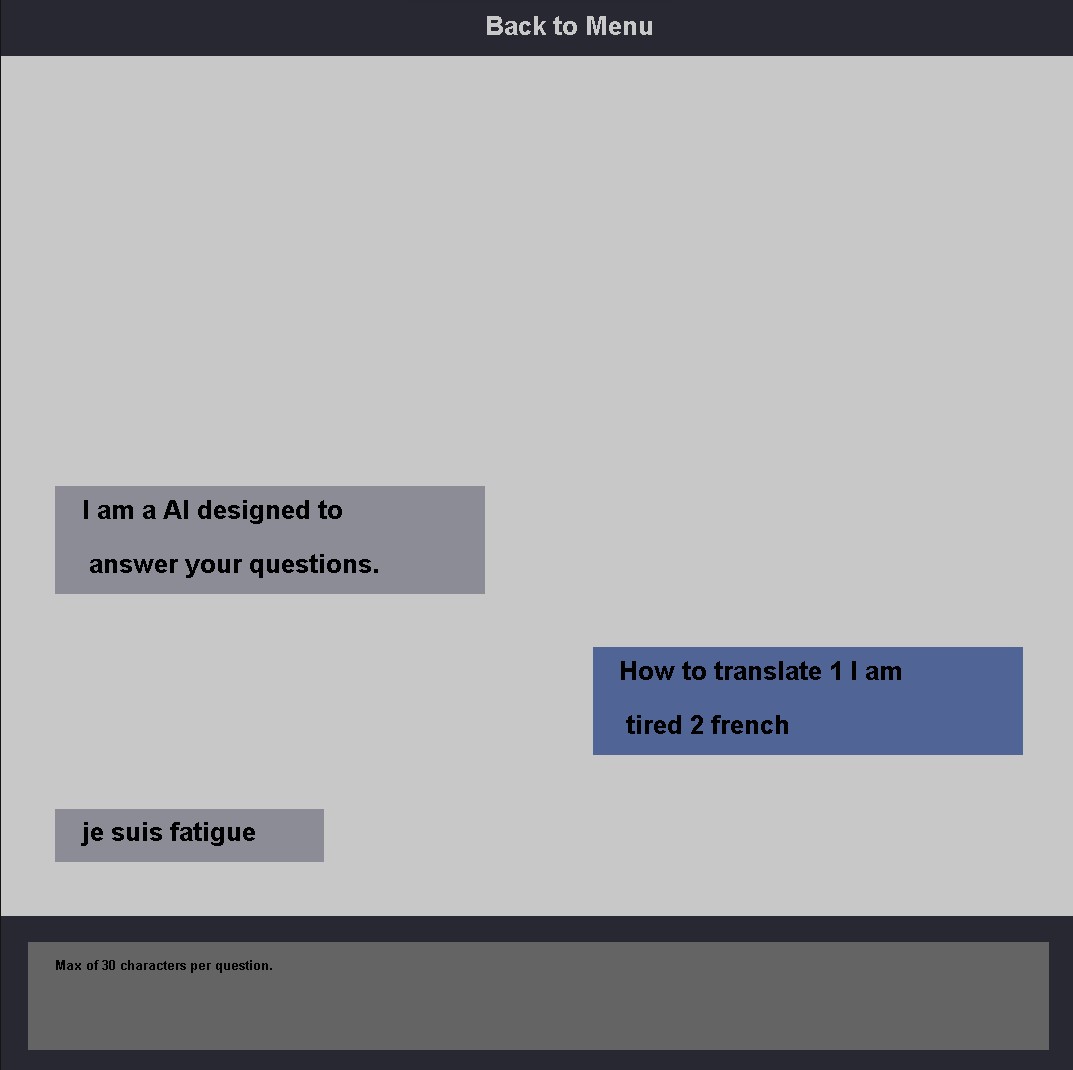 Back to Menu
I am a AI designed to
answer your questions.
How to translate 1 I am
tired 2 french
je suis fatigue
Max of 30 characters per question.